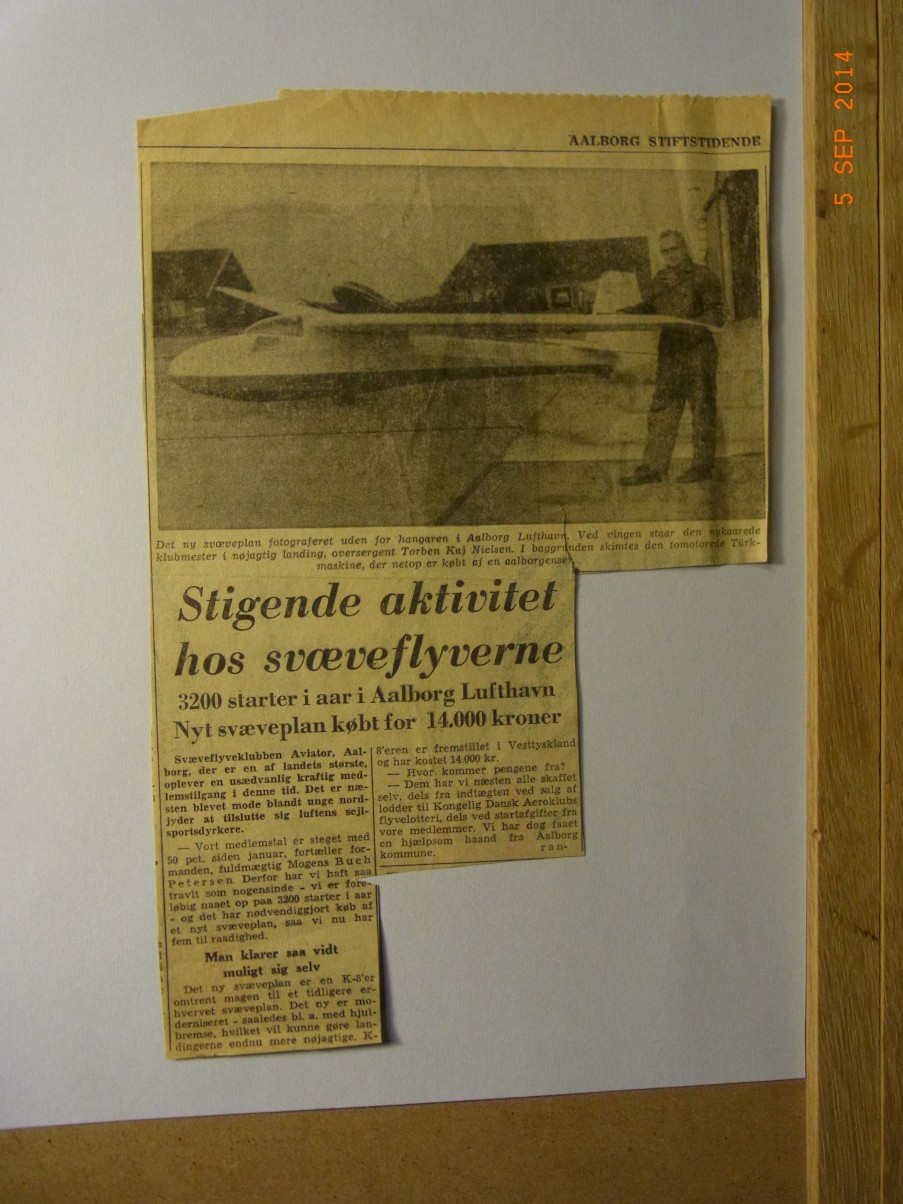 AALBORG STIFTSTIDENDE
Det ny svæveplan fotograferet uden for hangaren i Aalborg Lufthavn. Ved vingen staar den nykaarede
klubmester i nøjagtig landing, oversergent Torben Kaj Nielsen. I baggrunden skimtes den tomotorede Türk-
maskine, der netop er købt af en aalborgenser.
Stigende aktivitet
hos svæveflyverne
3200 starter i aar i Aalborg Lufthavn
Nyt svæveplan købt for 14.000 kroner
Svæveflyveklubben Aviator, Aal-
borg, der er en af landets største,
oplever en usædvanlig kraftig med-
lemstilgang i denne tid. Det er næ-
sten blevet mode blandt unge nord-
jyder at tilslutte sig luftens sejl-
sportsdyrkere.
— Vort medlemstal er steget med
50 pct. siden januar, fortæller for-
manden, fuldmægtig Mogens Buch
Petersen. Derfor har vi haft saa
travlt som nogensinde - vi er fore-
løbig naaet op paa 3200 starter i aar
- og det har nødvendiggjort køb af
et nyt svæveplan, saa vi nu har
fem til raadighed.
Man klarer saa vidt
muligt sig selv
Det ny svæveplan er en K-8'er
omtrent magen til et tidligere er-
hvervet svæveplan. Det ny er mo-
derniseret - saaledes bl. a. med hjul-
bremse, hvilket vil kunne gøre lan-
dingerne endnu mere nøjagtige. K-
8'eren er fremstillet i Vesttyskland
og har kostet 14.000 kr.
— Hvor kommer pengene fra?
— Dem har vi næsten alle skaffet
selv, dels fra indtægten ved salg af
lodder til Kongelig Dansk Aeroklubs
flyvelotteri, dels ved startafgifter fra
vore medlemmer. Vi har dog faaet
en hjælpsom haand fra Aalborg
kommune. ran-
5 SEP 2014